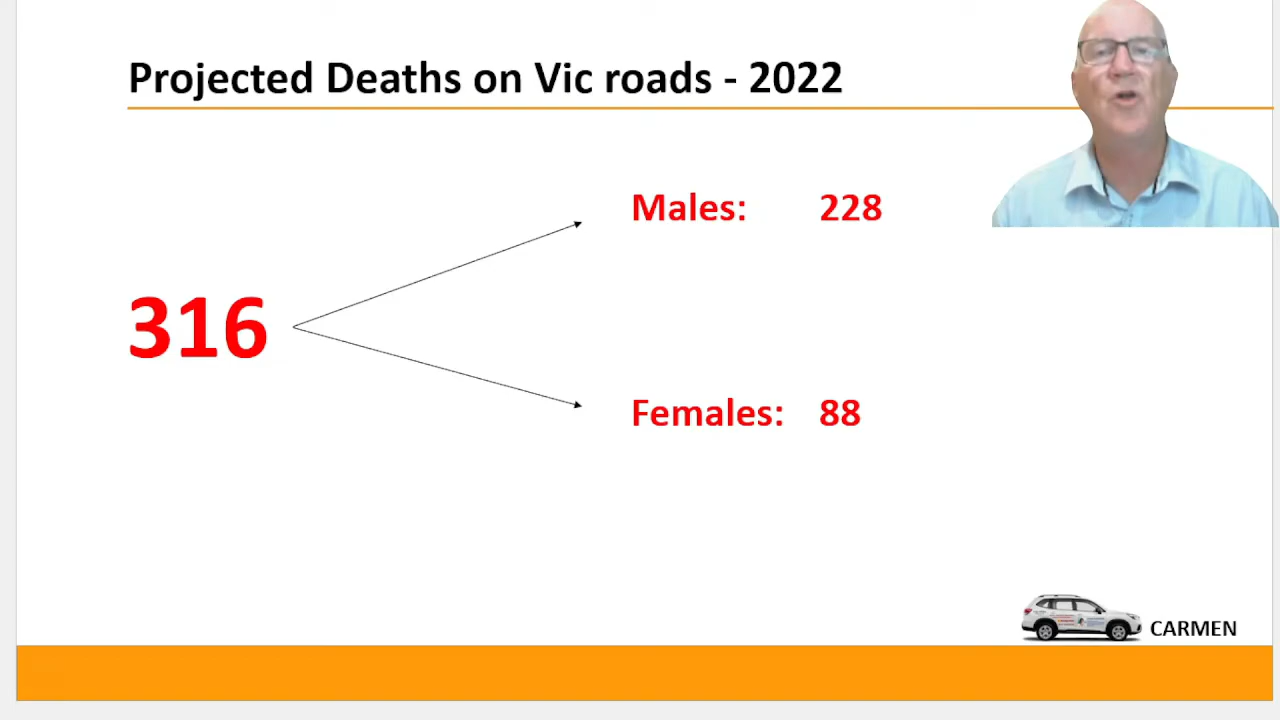 Projected Deaths on Vic roads - 2022
Males: 228
316
Females: 88
CARMEN